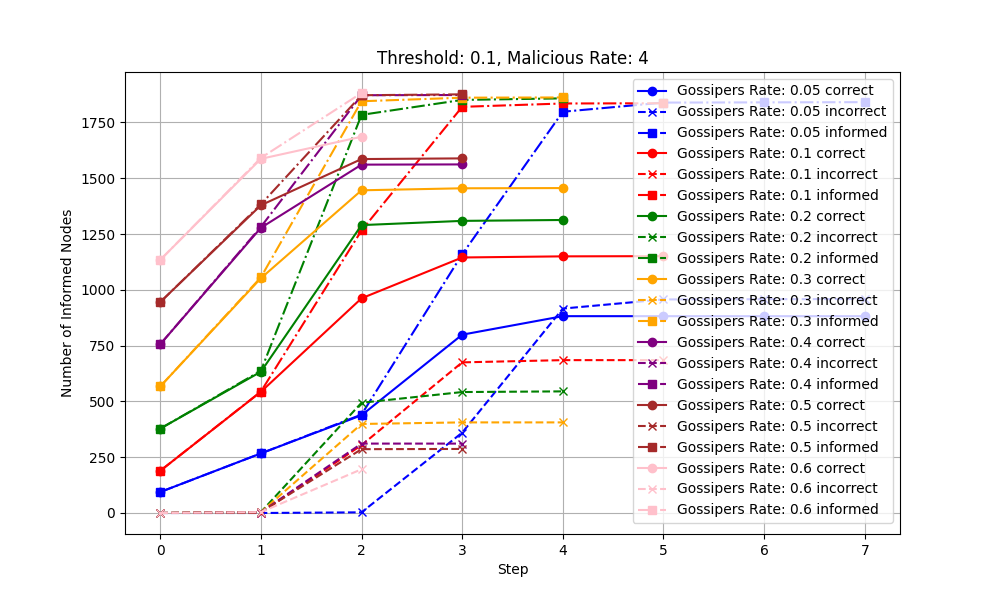 Threshold: 0.1, Malicious Rate: 4
Number of Informed Nodes
1750
1500
1250
1000
750
500
250
0
0 1 2 3 4 5 6 7
Step
Gossipers Rate: 0.05 correct
Gossipers Rate: 0.05 incorrect
Gossipers Rate: 0.05 informed
Gossipers Rate: 0.1 correct
Gossipers Rate: 0.1 incorrect
Gossipers Rate: 0.1 informed
Gossipers Rate: 0.2 correct
Gossipers Rate: 0.2 incorrect
Gossipers Rate: 0.2 informed
Gossipers Rate: 0.3 correct
Gossipers Rate: 0.3 incorrect
Gossipers Rate: 0.3 informed
Gossipers Rate: 0.4 correct
Gossipers Rate: 0.4 incorrect
Gossipers Rate: 0.4 informed
Gossipers Rate: 0.5 correct
Gossipers Rate: 0.5 incorrect
Gossipers Rate: 0.5 informed
Gossipers Rate: 0.6 correct
Gossipers Rate: 0.6 incorrect
Gossipers Rate: 0.6 informed